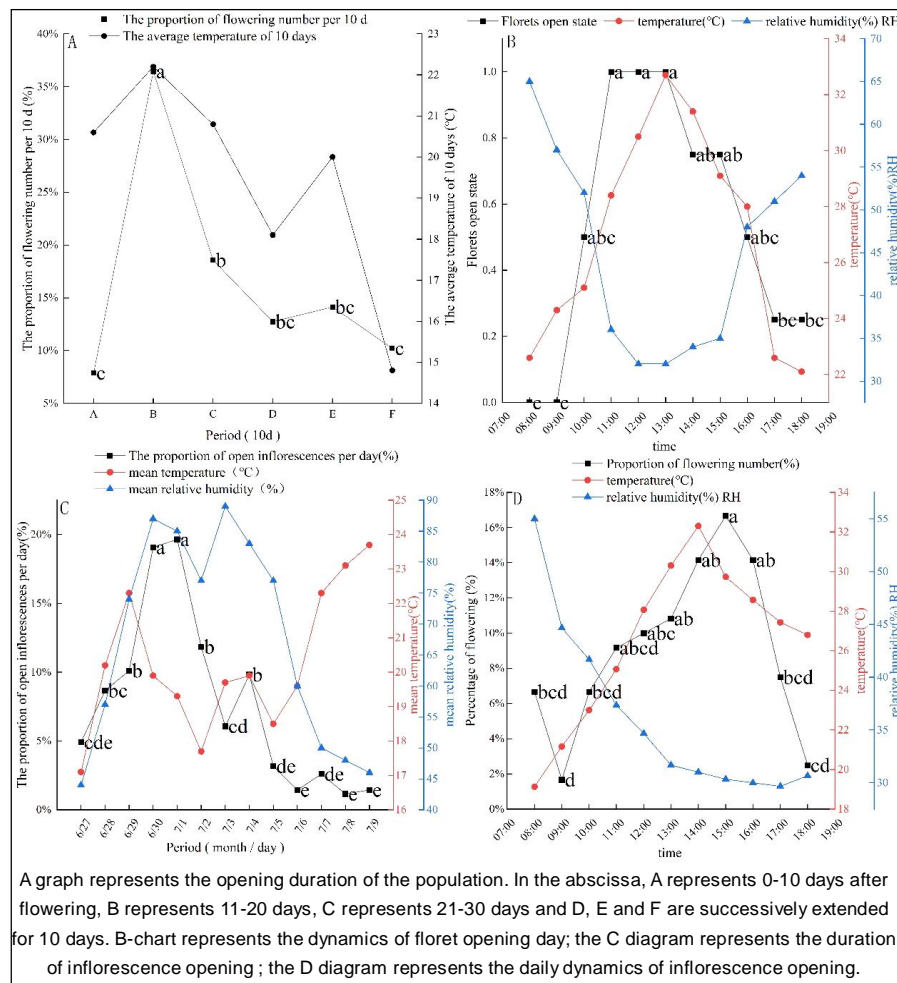 The proportion of flowering number per 10 d
The average temperature of 10 days
A
The proportion of flowering number per 10 d (%)
40%
35%
30%
25%
20%
15%
10%
5%
23
22
21
20
19
18
17
16
15
14
The average temperature of 10 days (°C)
a
b
bc
bc
c
c
A B C D E F
Period ( 10d )
Florets open state temperature(°C) relative humidity(%) RH
B
Florets open state
1.0
0.8
0.6
0.4
0.2
0.0
34
32
30
28
26
24
22
temperature(°C)
70
65
60
55
50
45
40
35
30
relative humidity(%)RH
a a a
ab ab
abc abc
bc bc
c c
07:00 08:00 09:00 10:00 11:00 12:00 13:00 14:00 15:00 16:00 17:00 18:00 19:00
time
The proportion of open inflorescences per day(%)
mean temperature（°C）
mean relative humidity（%）
C
The proportion of open inflorescences per day(%)
20%
15%
10%
5%
0%
25
24
23
22
21
20
19
18
17
16
mean temperature(°C)
90
85
80
75
70
65
60
55
50
45
40
mean relative humidity(%)
a a
b
bc b b
cd
cde
de de
e e e
6/27 6/28 6/29 6/30 7/1 7/2 7/3 7/4 7/5 7/6 7/7 7/8 7/9
Period ( month / day )
Proportion of flowering number(%)
temperature(°C)
relative humidity(%) RH
D
Percentage of flowering (%)
18%
16%
14%
12%
10%
8%
6%
4%
2%
0%
34
32
30
28
26
24
22
20
18
temperature(°C)
55
50
45
40
35
30
relative humidity(%) RH
a
ab ab
ab
abc
abcd
bcd bcd bcd
cd
d
07:00 08:00 09:00 10:00 11:00 12:00 13:00 14:00 15:00 16:00 17:00 18:00 19:00
time
A graph represents the opening duration of the population. In the abscissa, A represents 0-10 days after
flowering, B represents 11-20 days, C represents 21-30 days and D, E and F are successively extended
for 10 days. B-chart represents the dynamics of floret opening day; the C diagram represents the duration
of inflorescence opening ; the D diagram represents the daily dynamics of inflorescence opening.